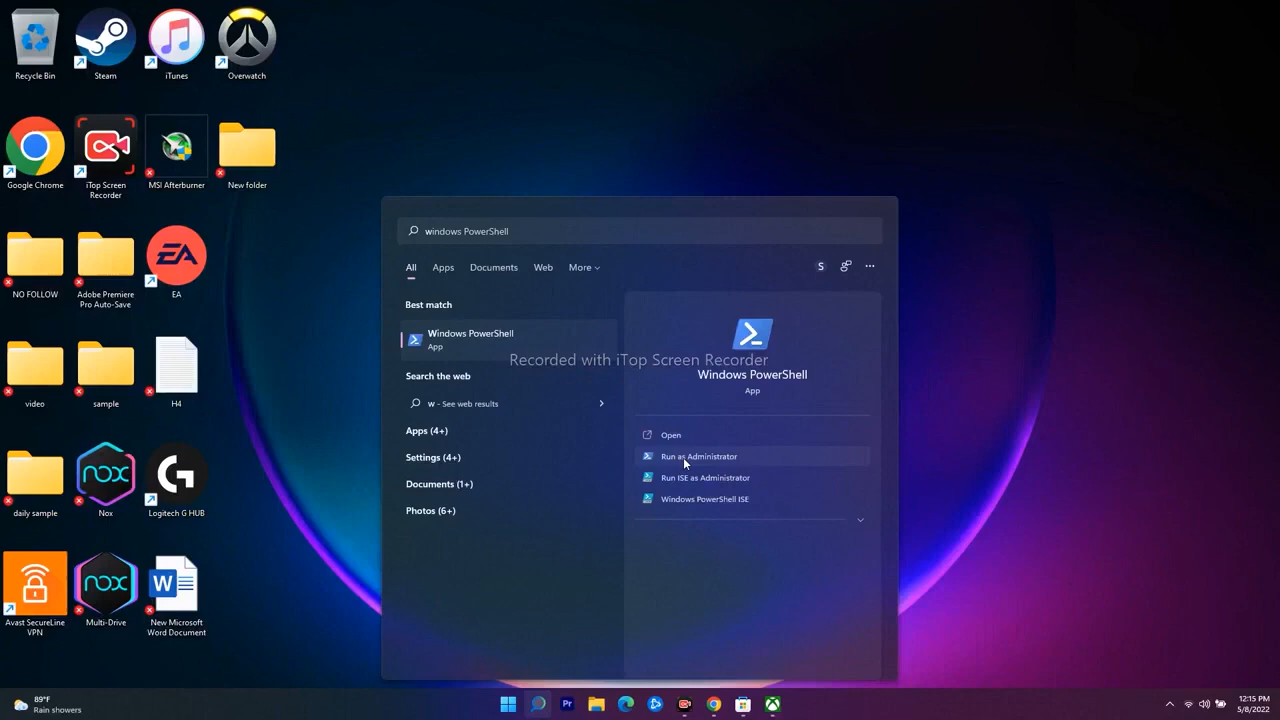 Recycle Bin
Steam
iTunes
Overwatch
Google Chrome
iTop Screen
Recorder
MSI Afterburner
New folder
NO FOLLOW
Adobe Premiere
Pro Auto-Save
EA
EA
video
sample
H4
nox
G
daily sample
Nox
Logitech G HUB
nox
W
Avast SecureLine
VPN
Multi-Drive
New Microsoft
Word Document
windows PowerShell
All
Apps
Documents
Web
More
S
Best match
Windows PowerShell
App
Search the web
w - See web results
Apps (4+)
Settings (4+)
Documents (1+)
Photos (6+)
Recorded with iTop Screen Recorder
Windows PowerShell
App
Open
Run as Administrator
Run ISE as Administrator
Windows PowerShell ISE
89°F
Rain showers
Pr
12:15 PM
5/8/2022